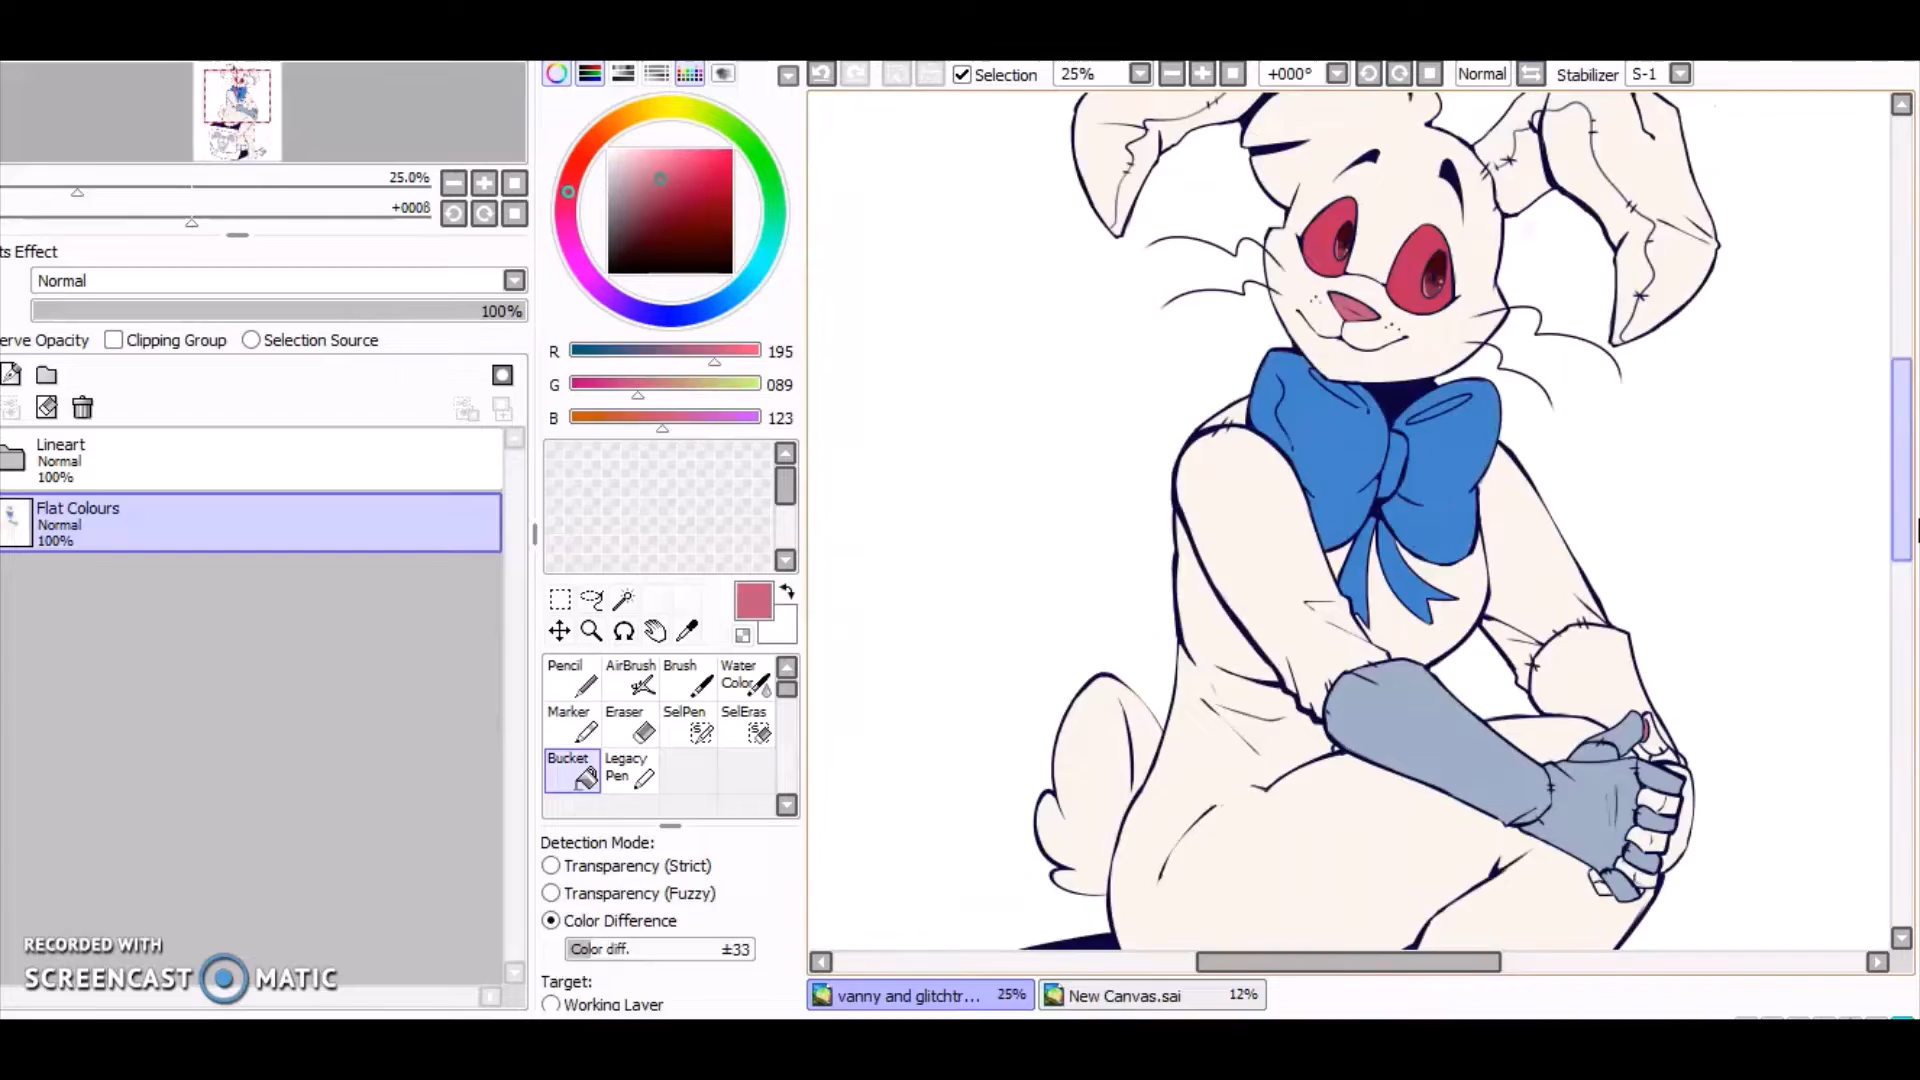 Selection 25% +000° Normal Stabilizer S-1
25.0%
+0008
ts Effect
Normal
100%
erve Opacity Clipping Group Selection Source
Lineart
Normal
100%
Flat Colours
Normal
100%
R 195
G 089
B 123
Pencil AirBrush Brush Water Color
Marker Eraser SelPen SelEras
Bucket Legacy Pen
Detection Mode:
Transparency (Strict)
Transparency (Fuzzy)
Color Difference
Color diff. ±33
Target:
Working Layer
RECORDED WITH
SCREENCAST MATIC
vanny and glitchtr... 25% New Canvas.sai 12%